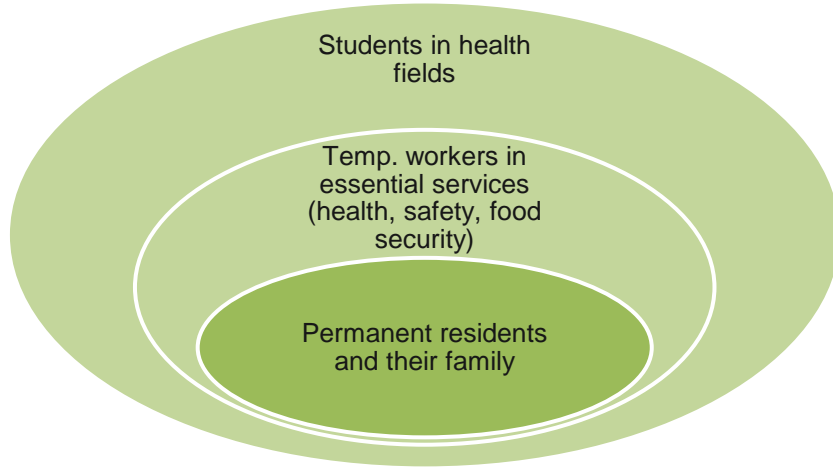 Students in health
fields
Temp. workers in
essential services
(health, safety, food
security)
Permanent residents
and their family